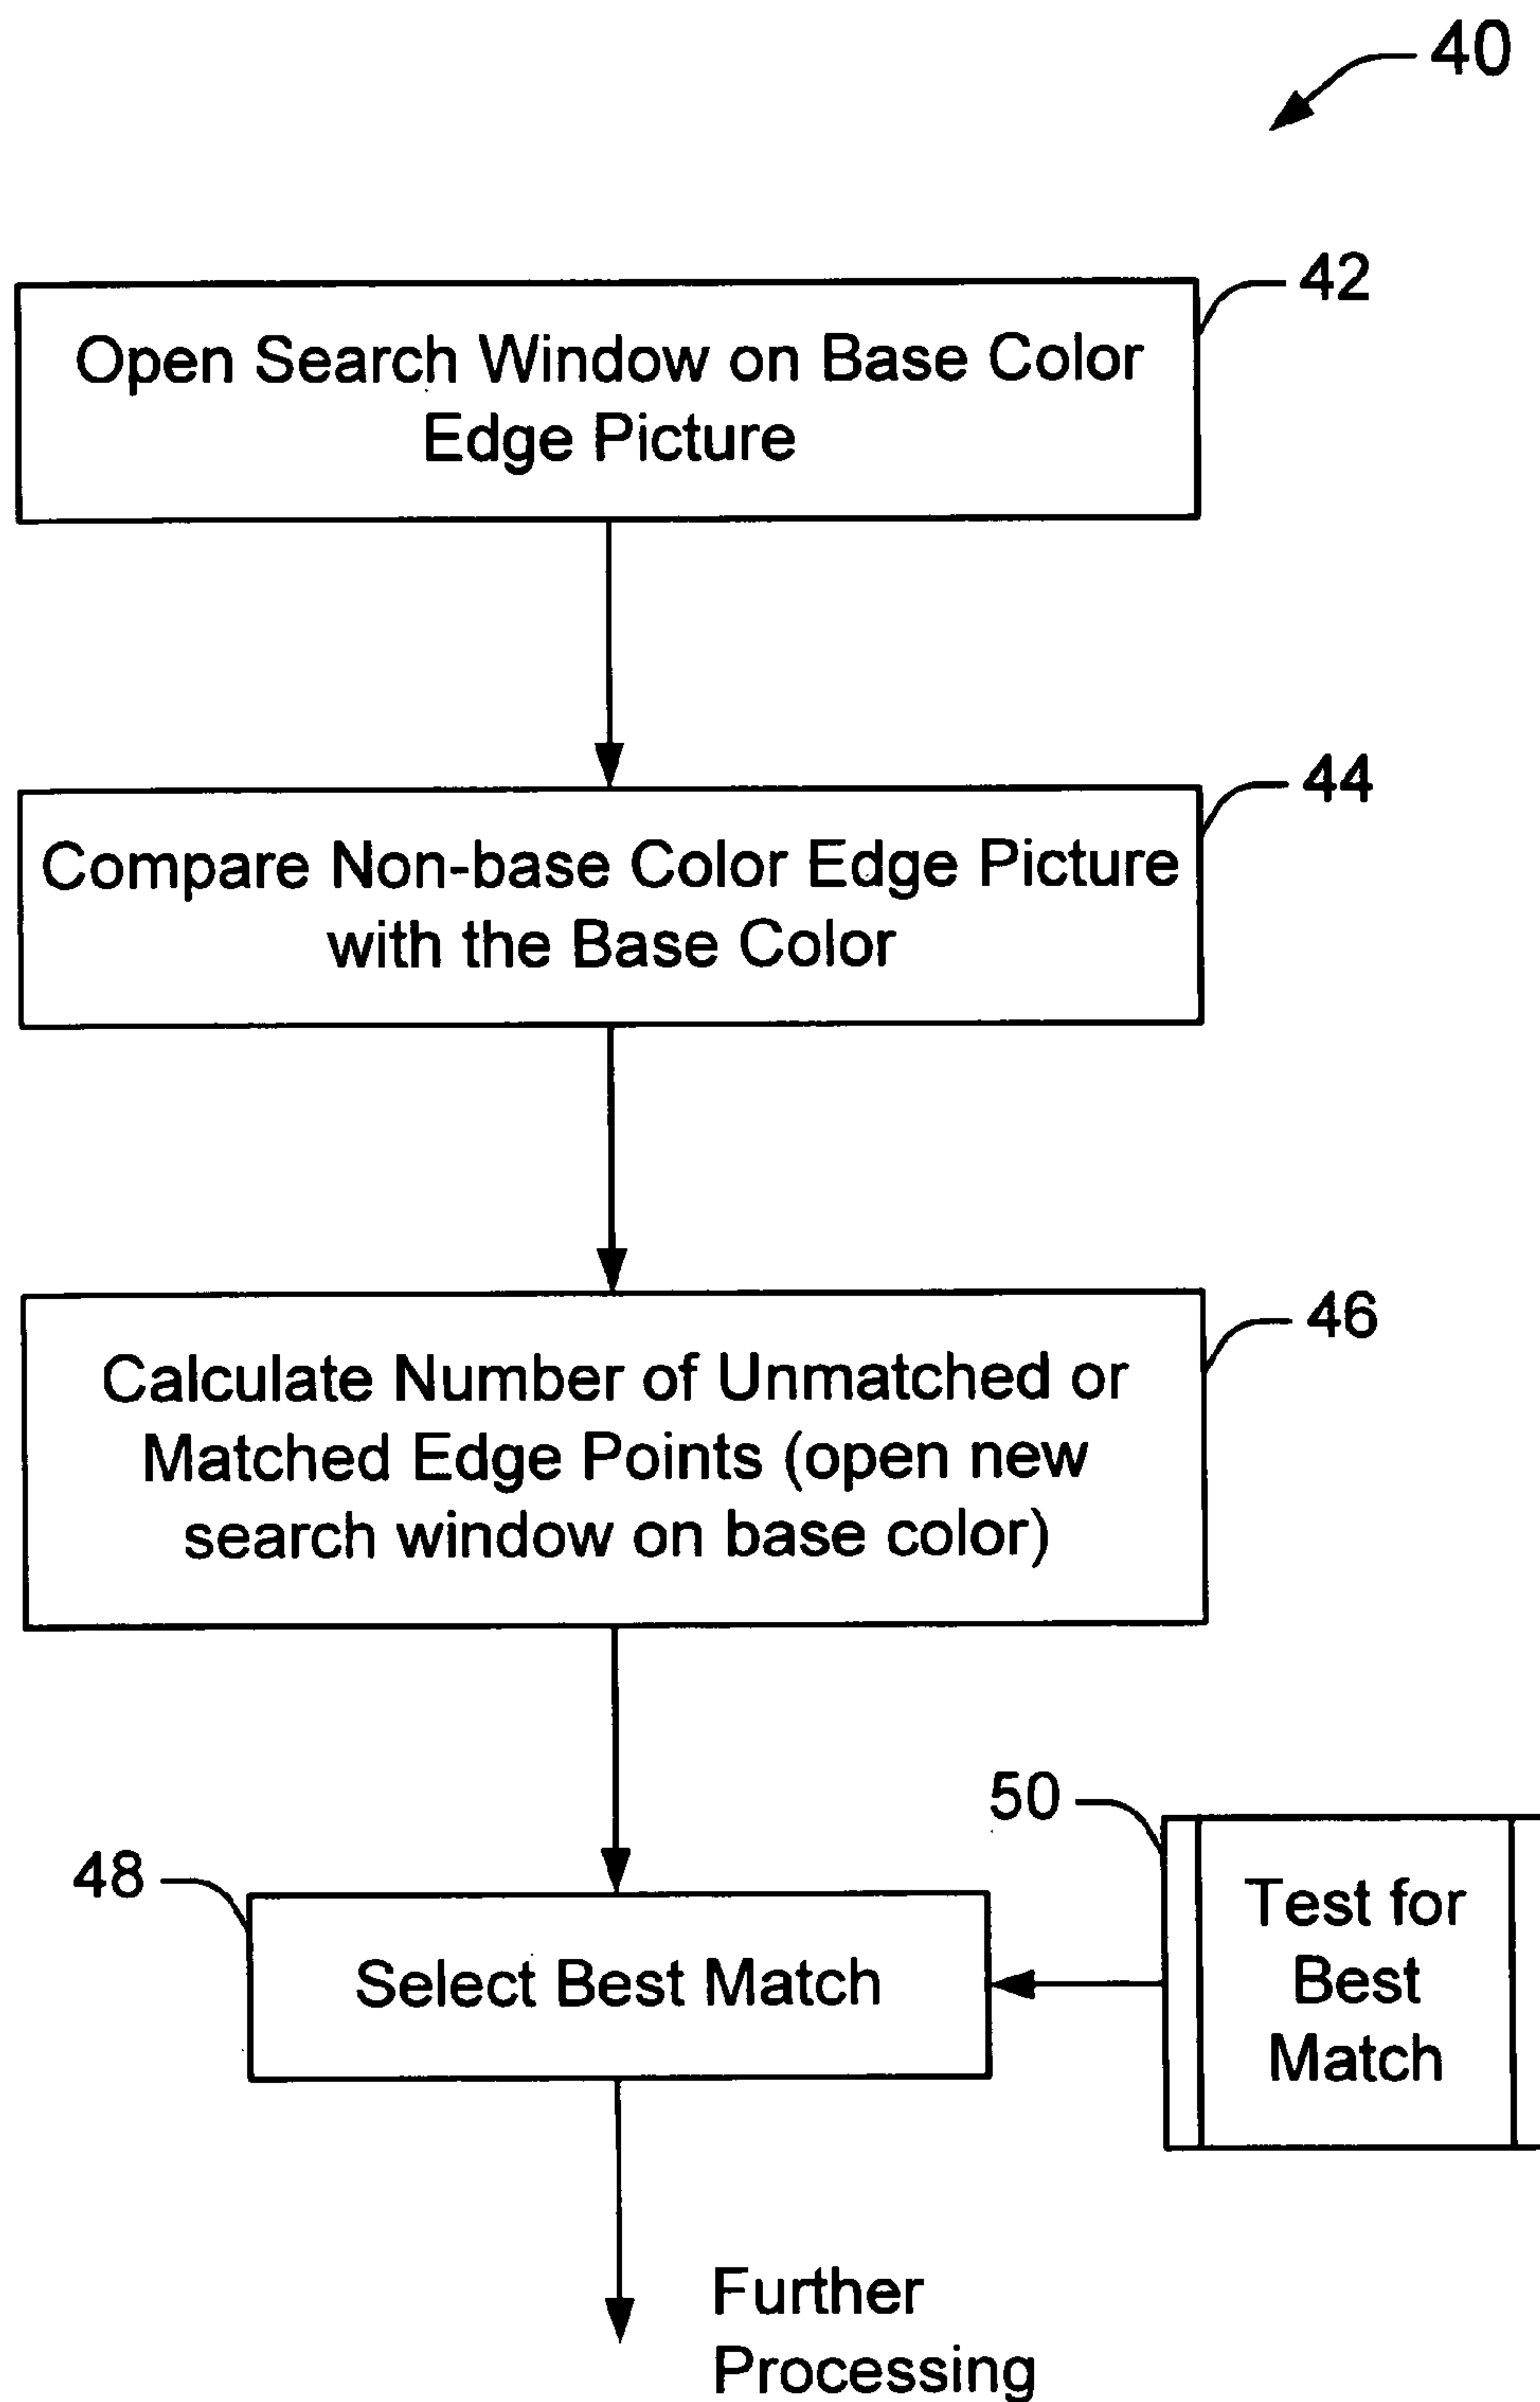 40
42
Open Search Window on Base Color
Edge Picture
44
Compare Non-base Color Edge Picture
with the Base Color
46
Calculate Number of Unmatched or
Matched Edge Points (open new
search window on base color)
50
48
Test for
Best
Match
Select Best Match
Further
Processing